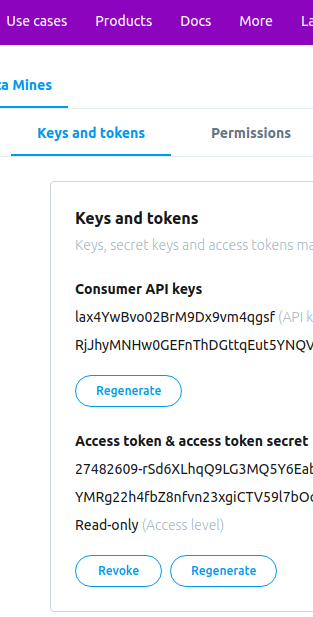 Use cases Products Docs More La
ta Mines
Keys and tokens Permissions
Keys and tokens
Keys, secret keys and access tokens ma
Consumer API keys
lax4YwBvo02BrM9Dx9vm4qgsf (API k
RjJhyMNHw0GEFnThDGttqEut5YNQV
Regenerate
Access token & access token secret
27482609-rSd6XLhqQ9LG3MQ5Y6Eab
YMRg22h4fbZ8nfvn23xgiCTV59l7bO
Read-only (Access level)
Revoke Regenerate